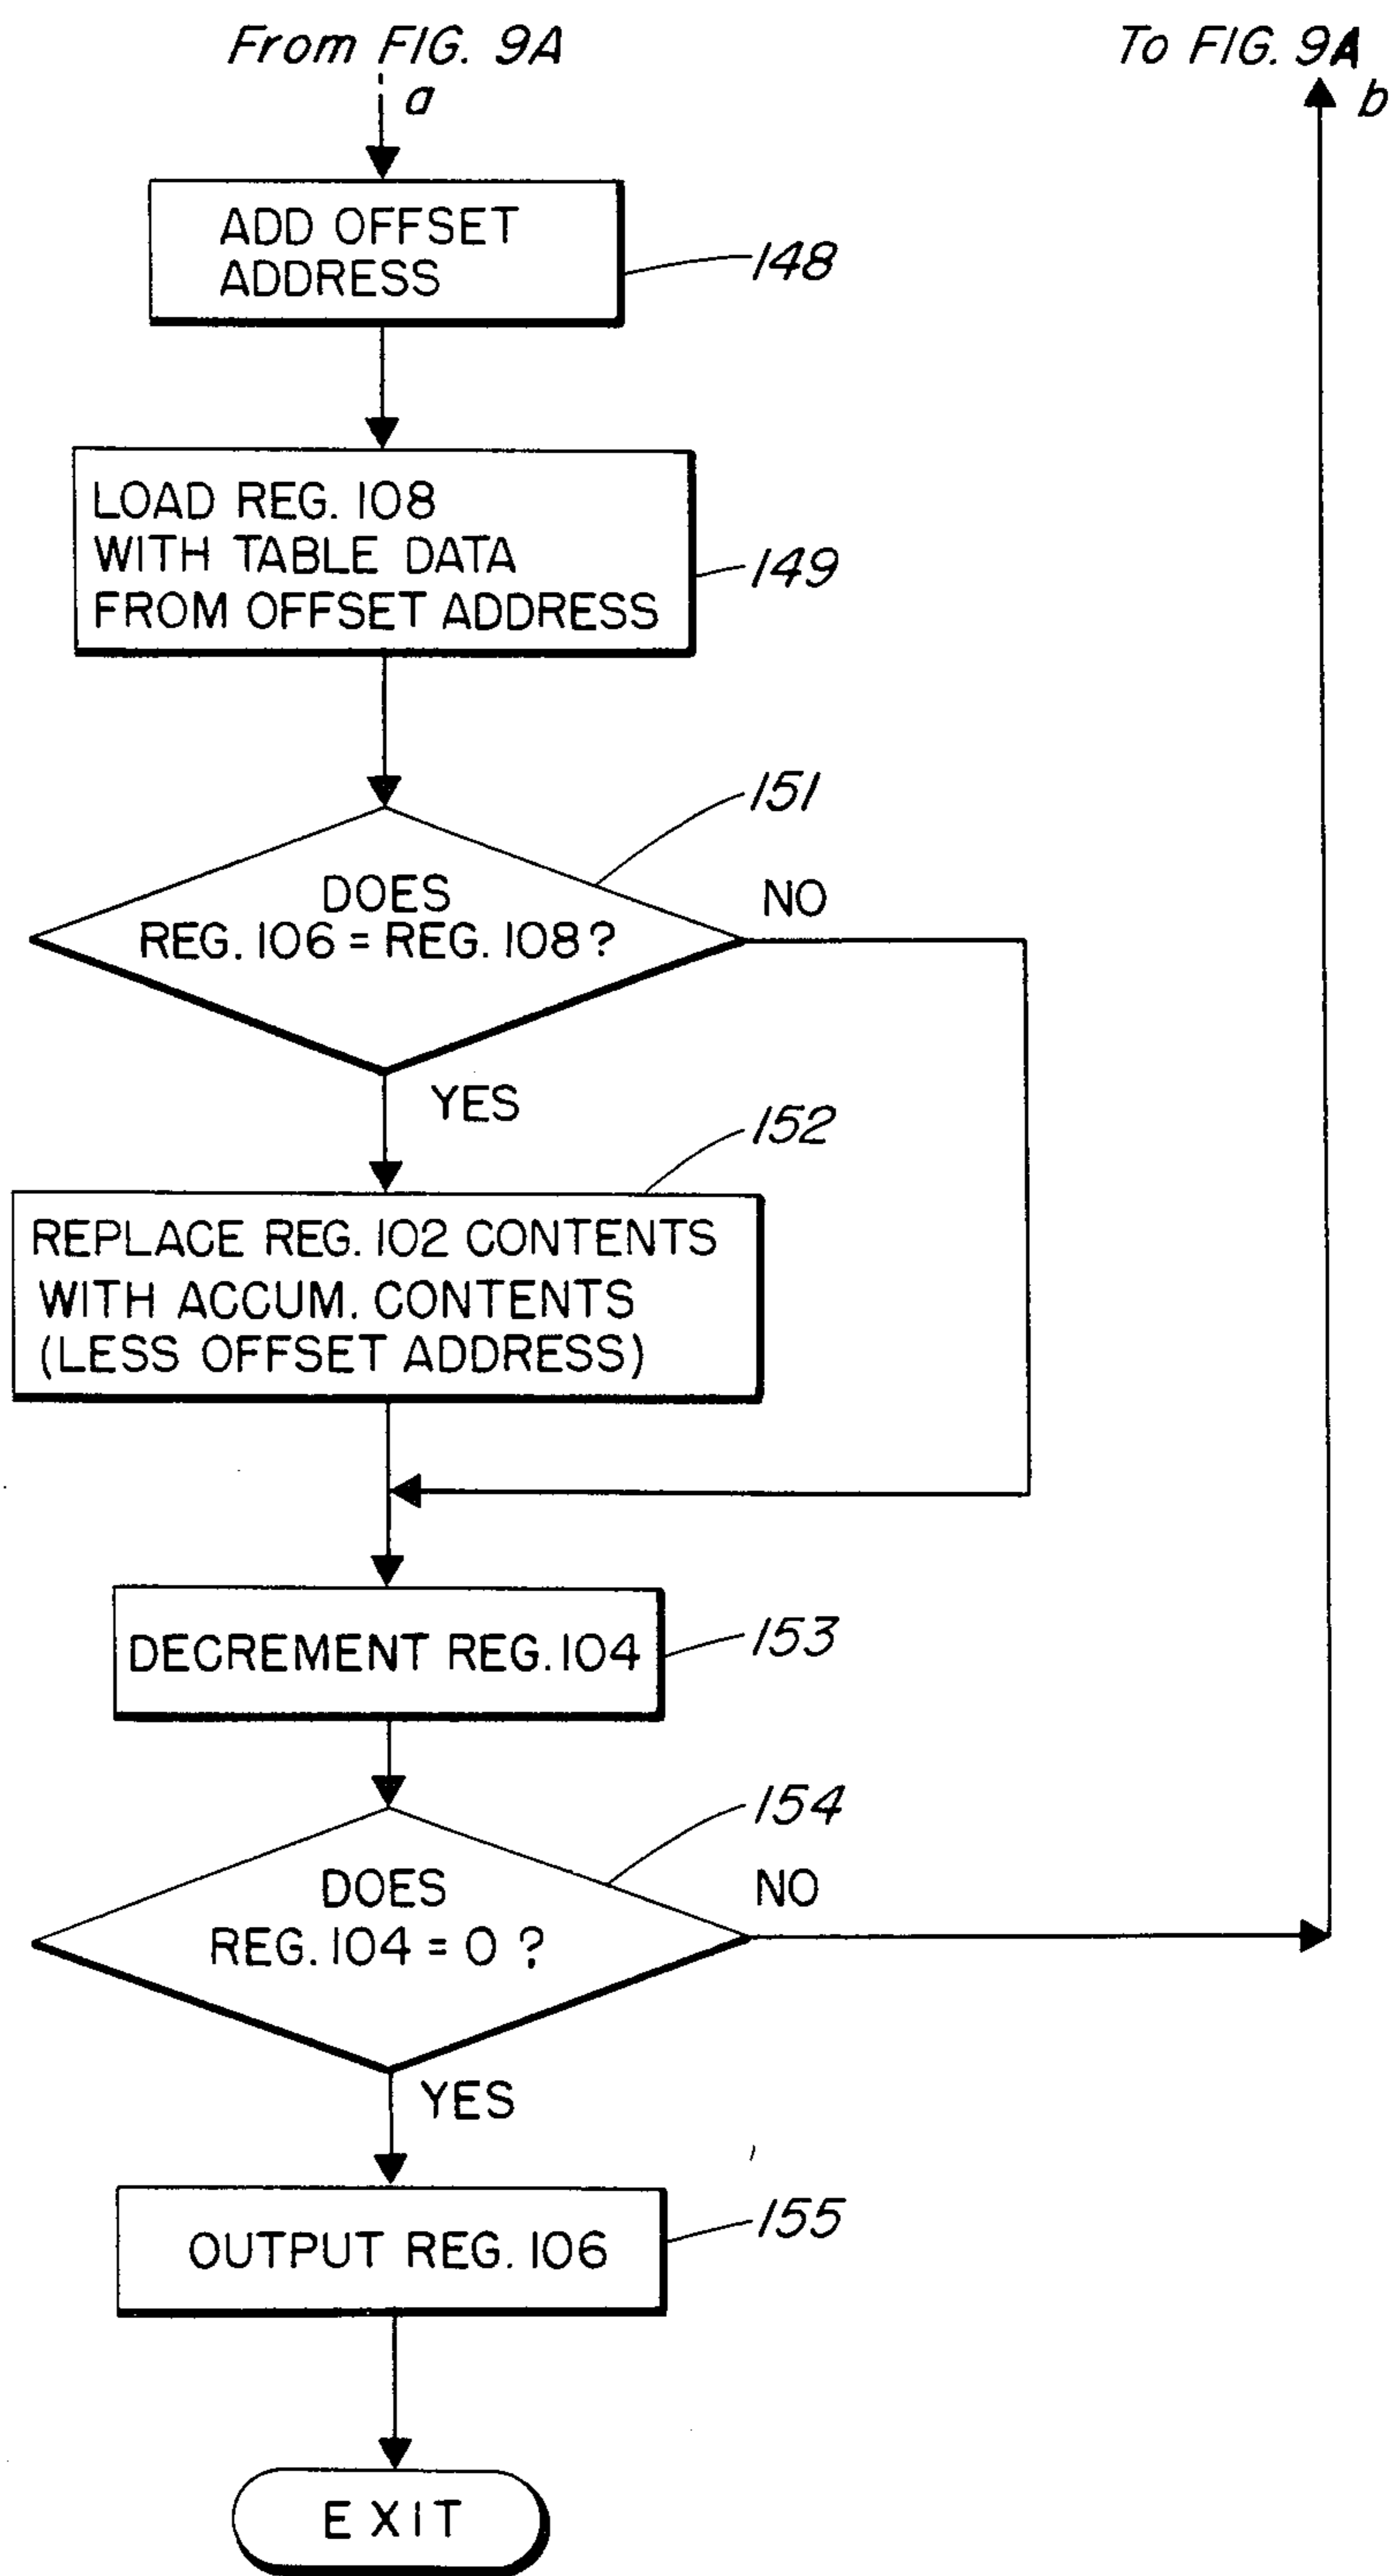 From FIG. 9A
a
To FIG. 9A
b
ADD OFFSET
ADDRESS
148
LOAD REG. 108
WITH TABLE DATA
FROM OFFSET ADDRESS
149
151
DOES
REG. 106 = REG. 108?
NO
YES
152
REPLACE REG. 102 CONTENTS
WITH ACCUM. CONTENTS
(LESS OFFSET ADDRESS)
DECREMENT REG. 104
153
154
DOES
REG. 104 = 0 ?
NO
YES
OUTPUT REG. 106
155
EXIT